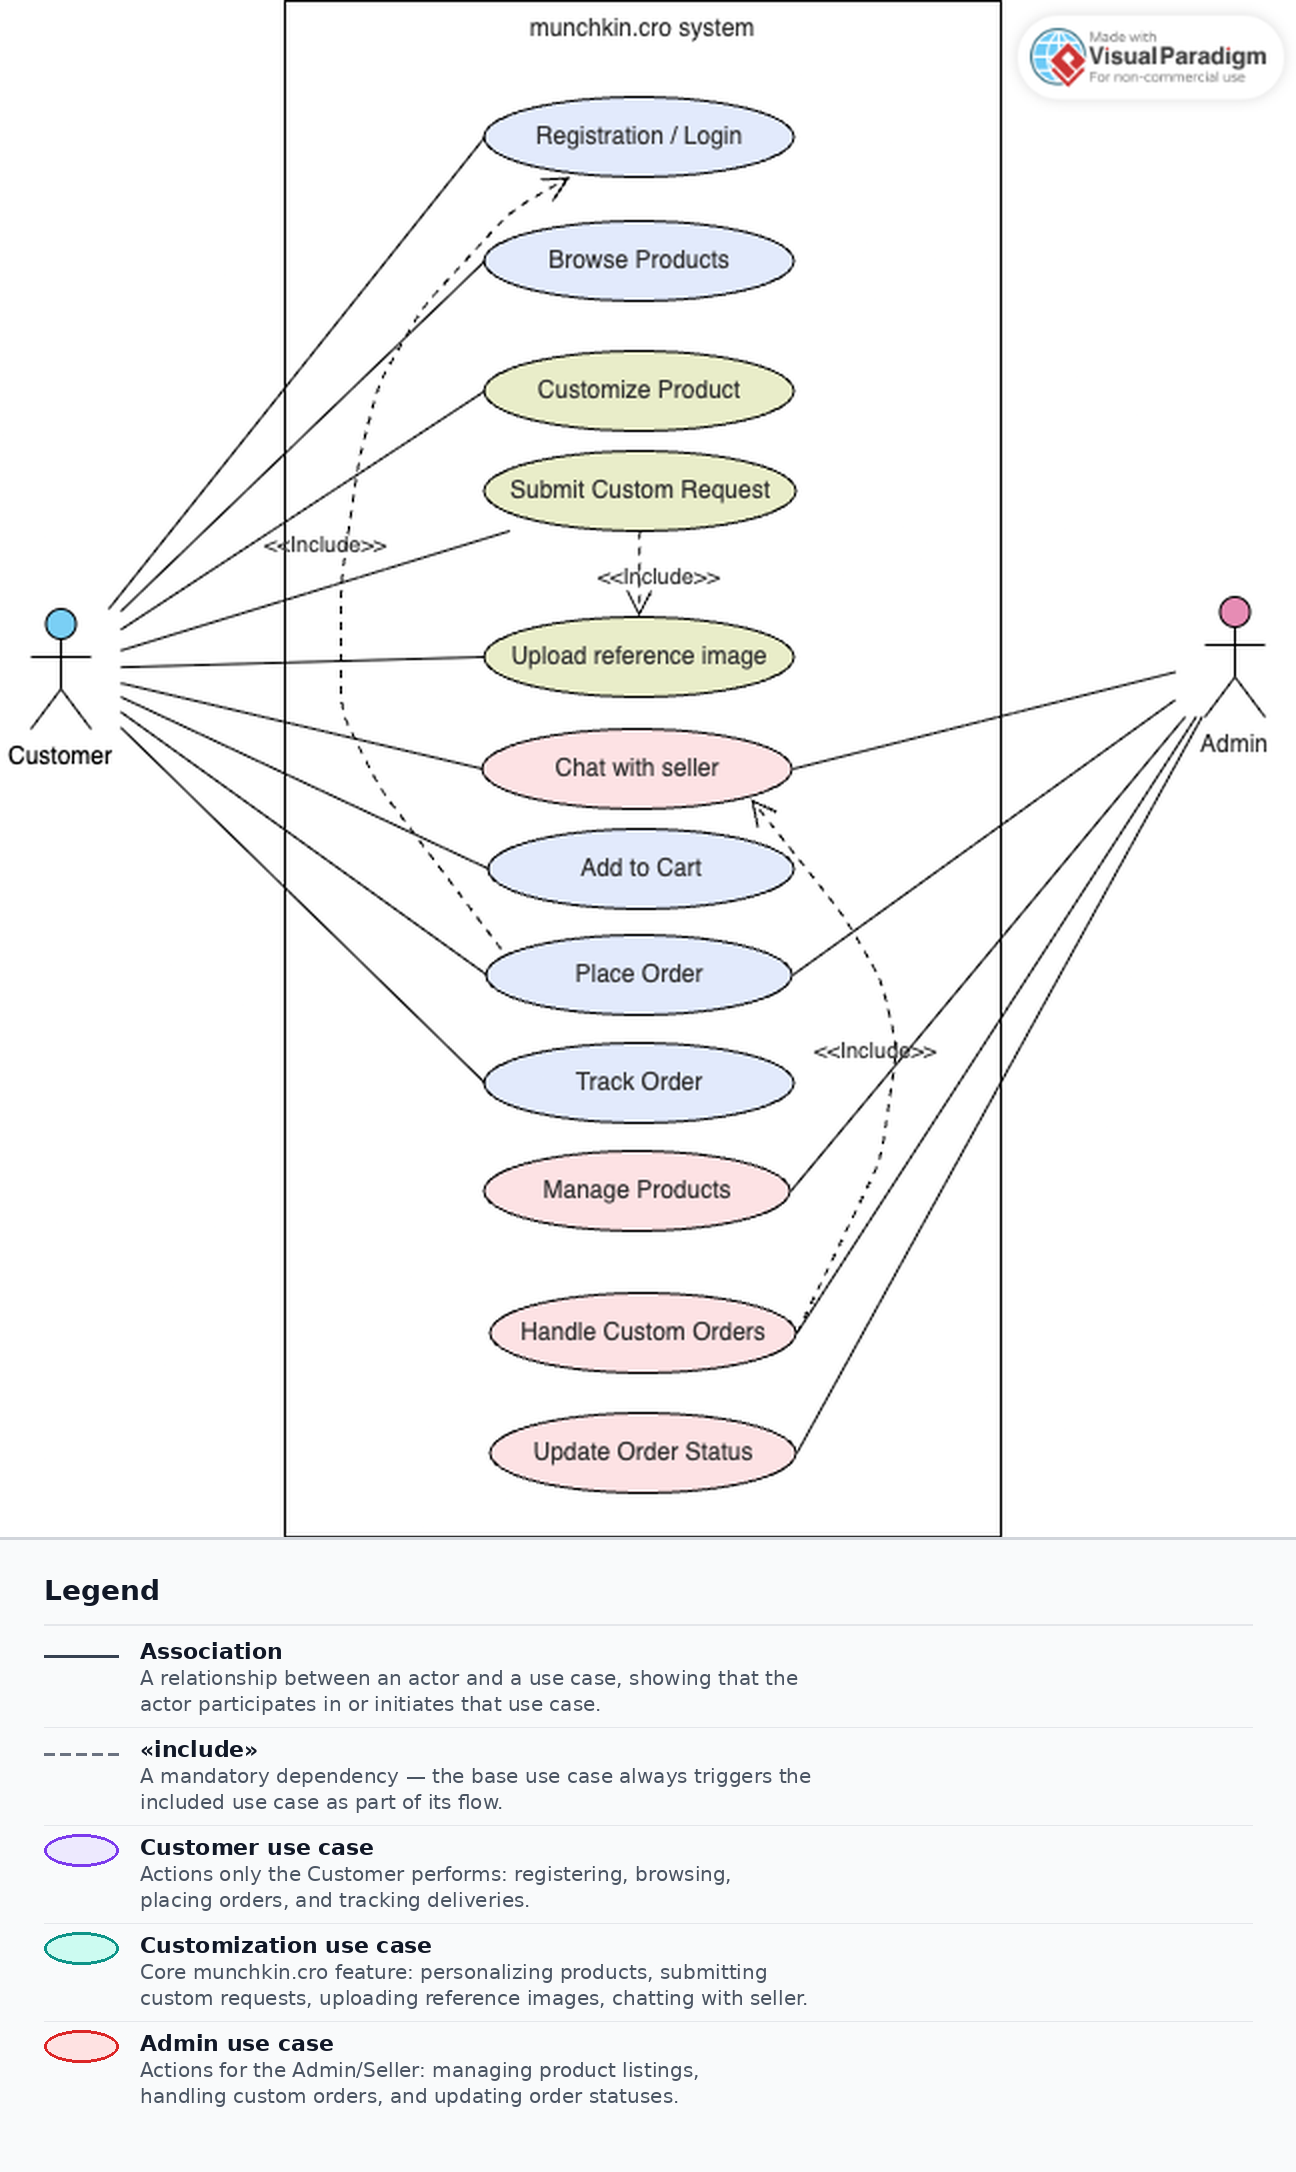 munchkin.cro system
Made with
Visual Paradigm
For non-commercial use
Registration / Login
Browse Products
Customize Product
Submit Custom Request
<<Include>>
<<Include>>
Upload reference image
Customer
Chat with seller
Admin
Add to Cart
Place Order
<<Include>>
Track Order
Manage Products
Handle Custom Orders
Update Order Status
Legend
Association
A relationship between an actor and a use case, showing that the
actor participates in or initiates that use case.
«include»
A mandatory dependency — the base use case always triggers the
included use case as part of its flow.
Customer use case
Actions only the Customer performs: registering, browsing,
placing orders, and tracking deliveries.
Customization use case
Core munchkin.cro feature: personalizing products, submitting
custom requests, uploading reference images, chatting with seller.
Admin use case
Actions for the Admin/Seller: managing product listings,
handling custom orders, and updating order statuses.